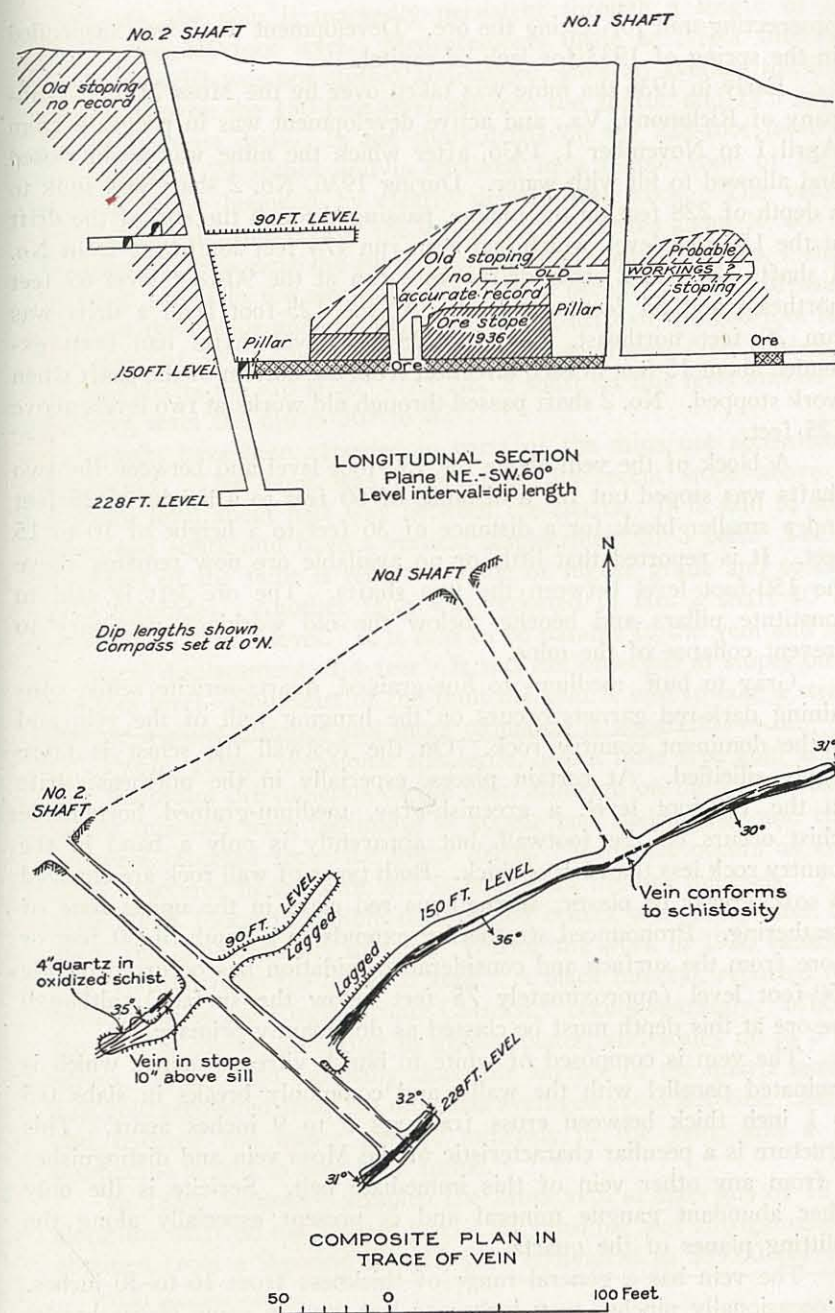 No. 2 SHAFT
No. 1 SHAFT
Old stoping
no record
90 FT. LEVEL
Old stoping
no
accurate record
OLD
WORKINGS ?
Probable
stoping
Pillar
Ore stope
1936
Pillar
Ore
Ore
150 FT. LEVEL
228 FT. LEVEL
LONGITUDINAL SECTION
Plane NE.-SW.60°
Level interval=dip length
N
No.1 SHAFT
Dip lengths shown
Compass set at 0°N.
No. 2.
SHAFT
31°
30°
150 FT. LEVEL
36°
Vein conforms
to schistosity
90 FT. LEVEL
Lagged
Lagged
4" quartz in
oxidized schist
35°
Vein in stope
10" above sill
32°
228 FT. LEVEL
31°
COMPOSITE PLAN IN
TRACE OF VEIN
50 0 100 Feet.